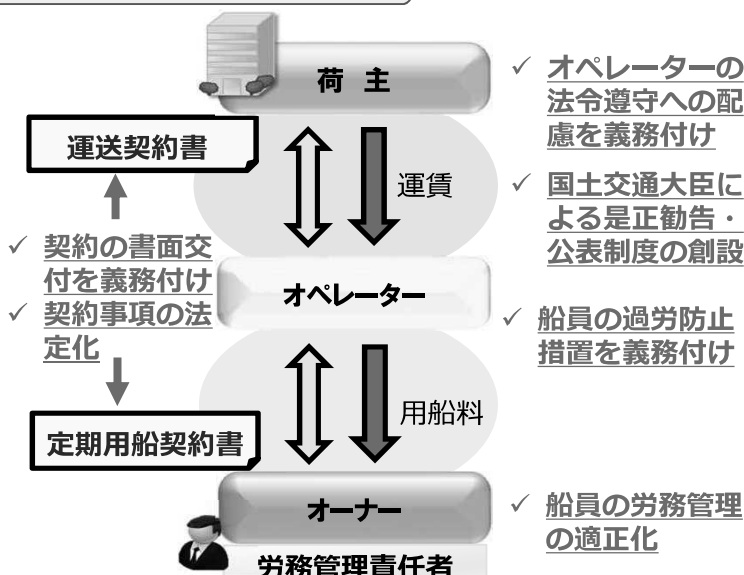 荷 主
運送契約書
運賃
✓ 契約の書面交
付を義務付け
✓ 契約事項の法
定化
オペレーター
定期用船契約書
用船料
オーナー
労務管理責任者
✓ オペレーターの
法令遵守への配
慮を義務付け
✓ 国土交通大臣に
よる是正勧告・
公表制度の創設
✓ 船員の過労防止
措置を義務付け
✓ 船員の労務管理
の適正化